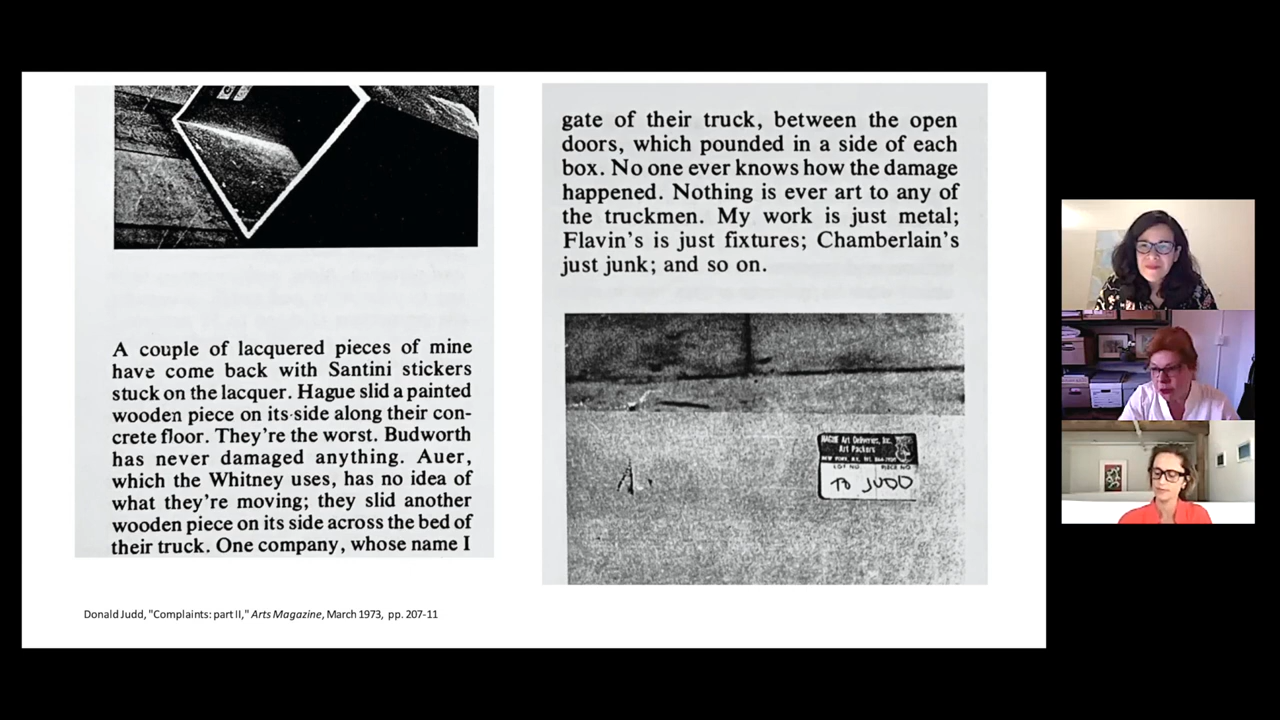 A couple of lacquered pieces of mine
have come back with Santini stickers
stuck on the lacquer. Hague slid a painted
wooden piece on its side along their con-
crete floor. They're the worst. Budworth
has never damaged anything. Auer,
which the Whitney uses, has no idea of
what they're moving; they slid another
wooden piece on its side across the bed of
their truck. One company, whose name I
gate of their truck, between the open
doors, which pounded in a side of each
box. No one ever knows how the damage
happened. Nothing is ever art to any of
the truckmen. My work is just metal;
Flavin's is just fixtures; Chamberlain's
just junk; and so on.
HAGUE Art Deliveries, Inc.
Art Packers
LOT NO. PIECE NO.
TO JUDD
Donald Judd, "Complaints: part II," Arts Magazine, March 1973, pp. 207-11